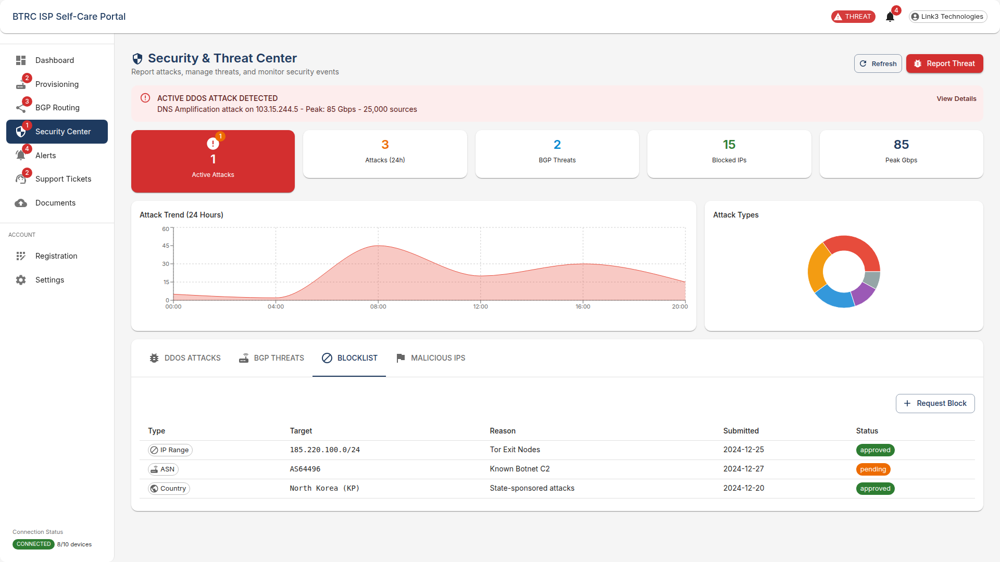 BTRC ISP Self-Care Portal
THREAT
4
Link3 Technologies
Dashboard
2
Provisioning
3
BGP Routing
1
Security Center
4
Alerts
2
Support Tickets
Documents
ACCOUNT
Registration
Settings
Connection Status
CONNECTED 8/10 devices
Security & Threat Center
Report attacks, manage threats, and monitor security events
Refresh
Report Threat
ACTIVE DDOS ATTACK DETECTED
DNS Amplification attack on 103.15.244.5 - Peak: 85 Gbps - 25,000 sources
View Details
1
1
Active Attacks
3
Attacks (24h)
2
BGP Threats
15
Blocked IPs
85
Peak Gbps
Attack Trend (24 Hours)
60
45
30
15
0
00:00 04:00 08:00 12:00 16:00 20:00
Attack Types
DDOS ATTACKS
BGP THREATS
BLOCKLIST
MALICIOUS IPS
Request Block
Type Target Reason Submitted Status
IP Range 185.220.100.0/24 Tor Exit Nodes 2024-12-25 approved
ASN AS64496 Known Botnet C2 2024-12-27 pending
Country North Korea (KP) State-sponsored attacks 2024-12-20 approved